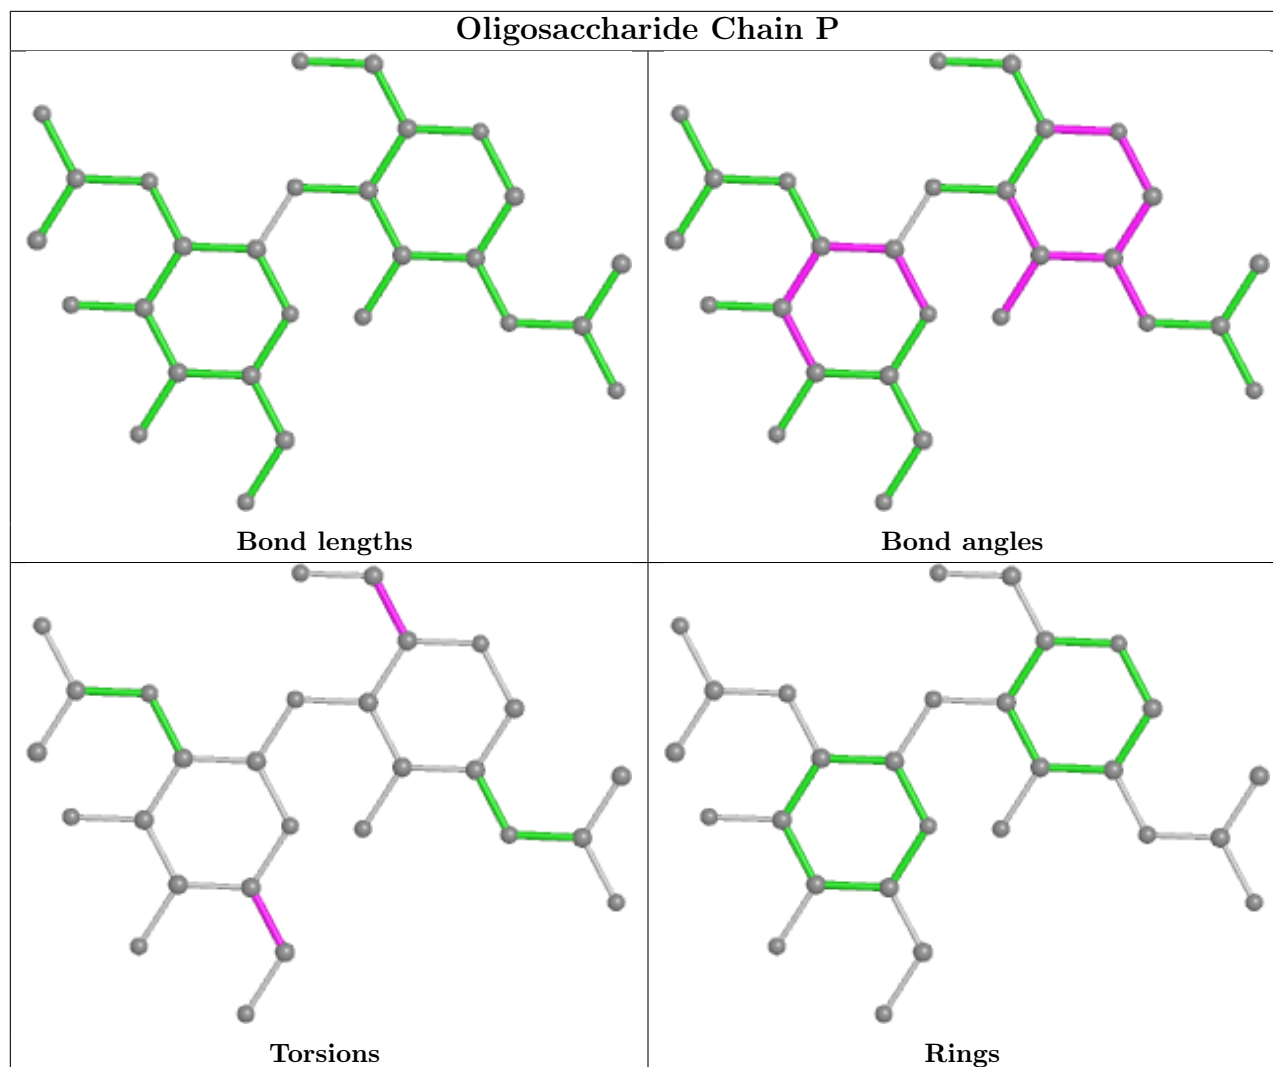 Oligosaccharide Chain P
Bond lengths
Bond angles
Torsions
Rings